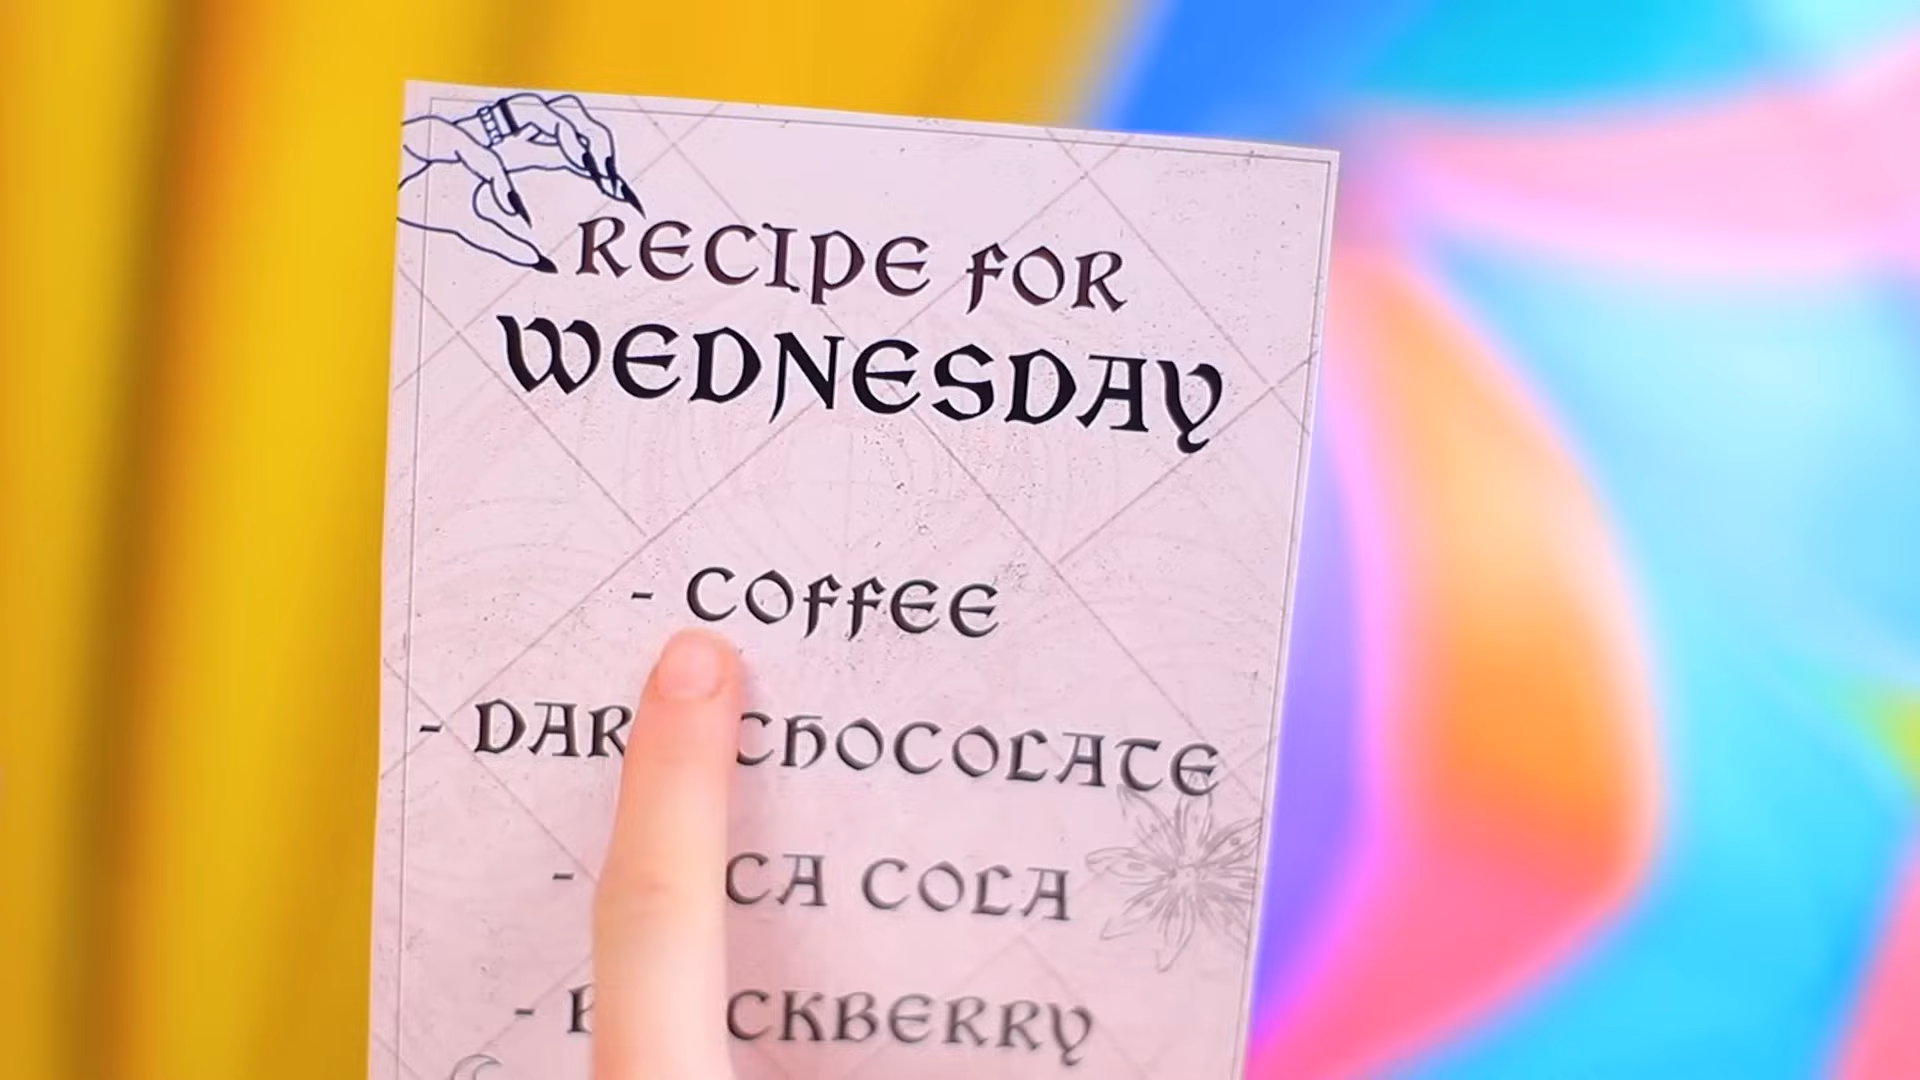 RECIPE FOR
WEDNESDAY
- COFFEE
- DAR CHOCOLATE
- CA COLA
- B CKBERRY